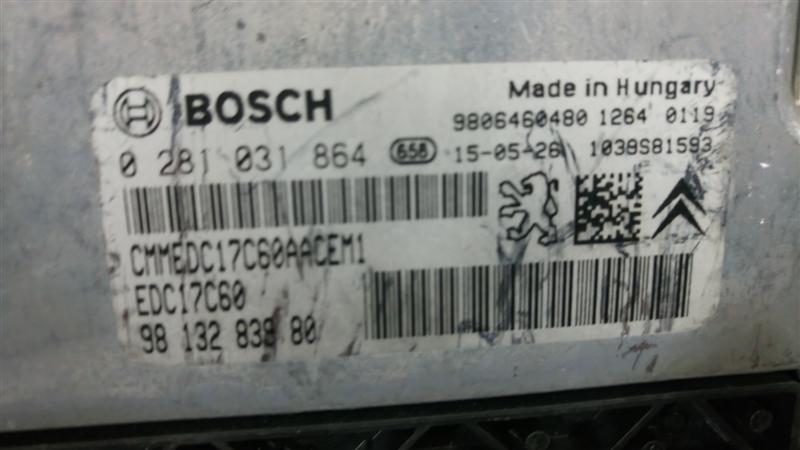 BOSCH
Made in Hungary
9806460480 1264 0119
0 281 031 864 658 15-05-26 1039S81593
CMMEDC17C60AACEM1
EDC17C60
98 132 838 80